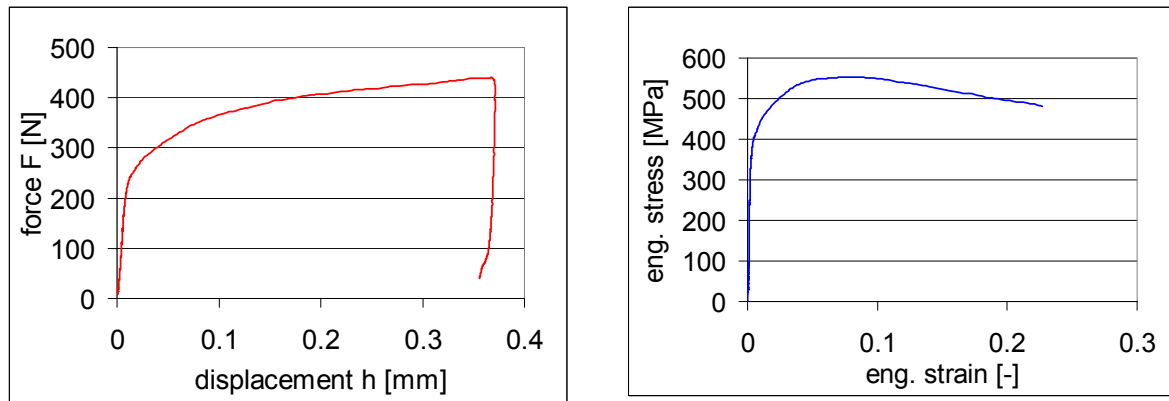 force F [N]
500
400
300
200
100
0
0 0.1 0.2 0.3 0.4
displacement h [mm]
eng. stress [MPa]
600
500
400
300
200
100
0
0 0.1 0.2 0.3
eng. strain [-]